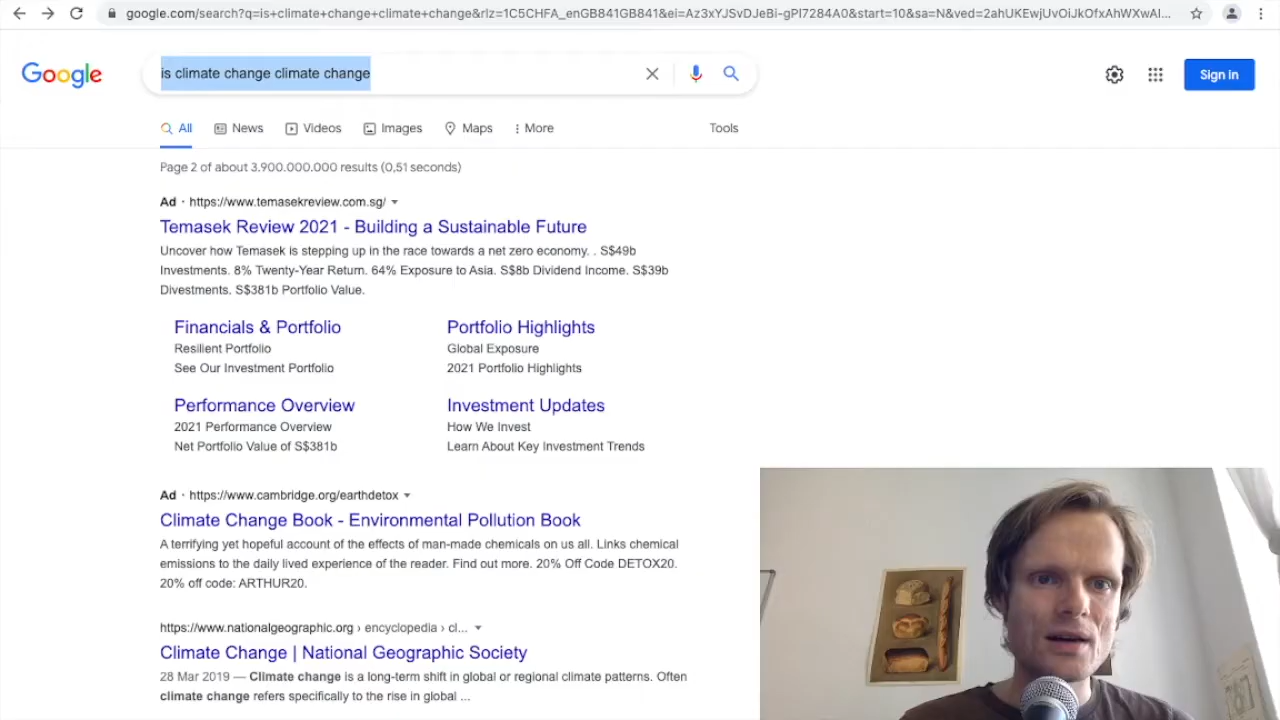 google.com/search?q=is+climate+change+climate+change&rlz=1C5CHFA_enGB841GB841&ei=Az3xYJSvDJeBi-gPl7284A0&start=10&sa=N&ved=2ahUKEwjUvOiJkOfxAhWXwAl...
Google
is climate change climate change
Sign in
All News Videos Images Maps More Tools
Page 2 of about 3.900.000.000 results (0,51 seconds)
Ad · https://www.temasekreview.com.sg/
Temasek Review 2021 - Building a Sustainable Future
Uncover how Temasek is stepping up in the race towards a net zero economy. . S$49b
Investments. 8% Twenty-Year Return. 64% Exposure to Asia. S$8b Dividend Income. S$39b
Divestments. S$381b Portfolio Value.
Financials & Portfolio
Resilient Portfolio
See Our Investment Portfolio
Portfolio Highlights
Global Exposure
2021 Portfolio Highlights
Performance Overview
2021 Performance Overview
Net Portfolio Value of S$381b
Investment Updates
How We Invest
Learn About Key Investment Trends
Ad · https://www.cambridge.org/earthdetox
Climate Change Book - Environmental Pollution Book
A terrifying yet hopeful account of the effects of man-made chemicals on us all. Links chemical
emissions to the daily lived experience of the reader. Find out more. 20% Off Code DETOX20.
20% off code: ARTHUR20.
https://www.nationalgeographic.org › encyclopedia › cl...
Climate Change | National Geographic Society
28 Mar 2019 — Climate change is a long-term shift in global or regional climate patterns. Often
climate change refers specifically to the rise in global ...